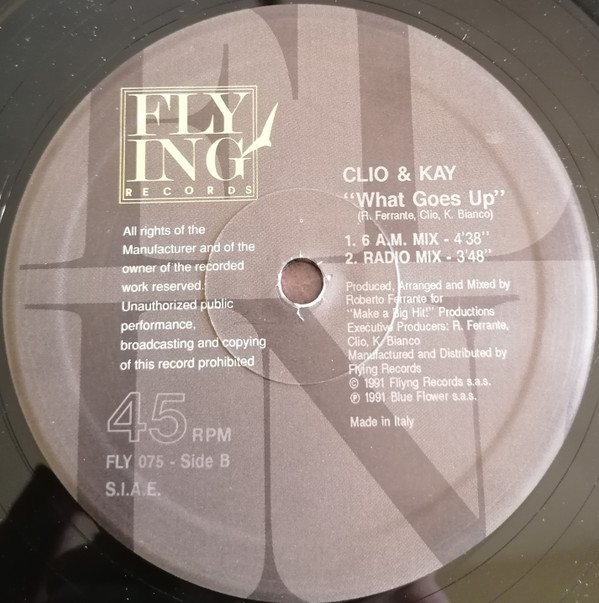 FLY
ING
RECORDS
All rights of the
Manufacturer and of the
owner of the recorded
work reserved.
Unauthorized public
performance,
broadcasting and copying
of this record prohibited
45 RPM
FLY 075 - Side B
S.I.A.E.
CLIO & KAY
"What Goes Up"
(R. Ferrante, Clio, K. Bianco)
1. 6 A.M. MIX - 4'38"
2. RADIO MIX - 3'48"
Produced, Arranged and Mixed by
Roberto Ferrante for
"Make a Big Hit!" Productions
Executive Producers: R. Ferrante,
Clio, K. Bianco
Manufactured and Distributed by
Flying Records
© 1991 Fliyng Records s.a.s.
℗ 1991 Blue Flower s.a.s.
Made in Italy